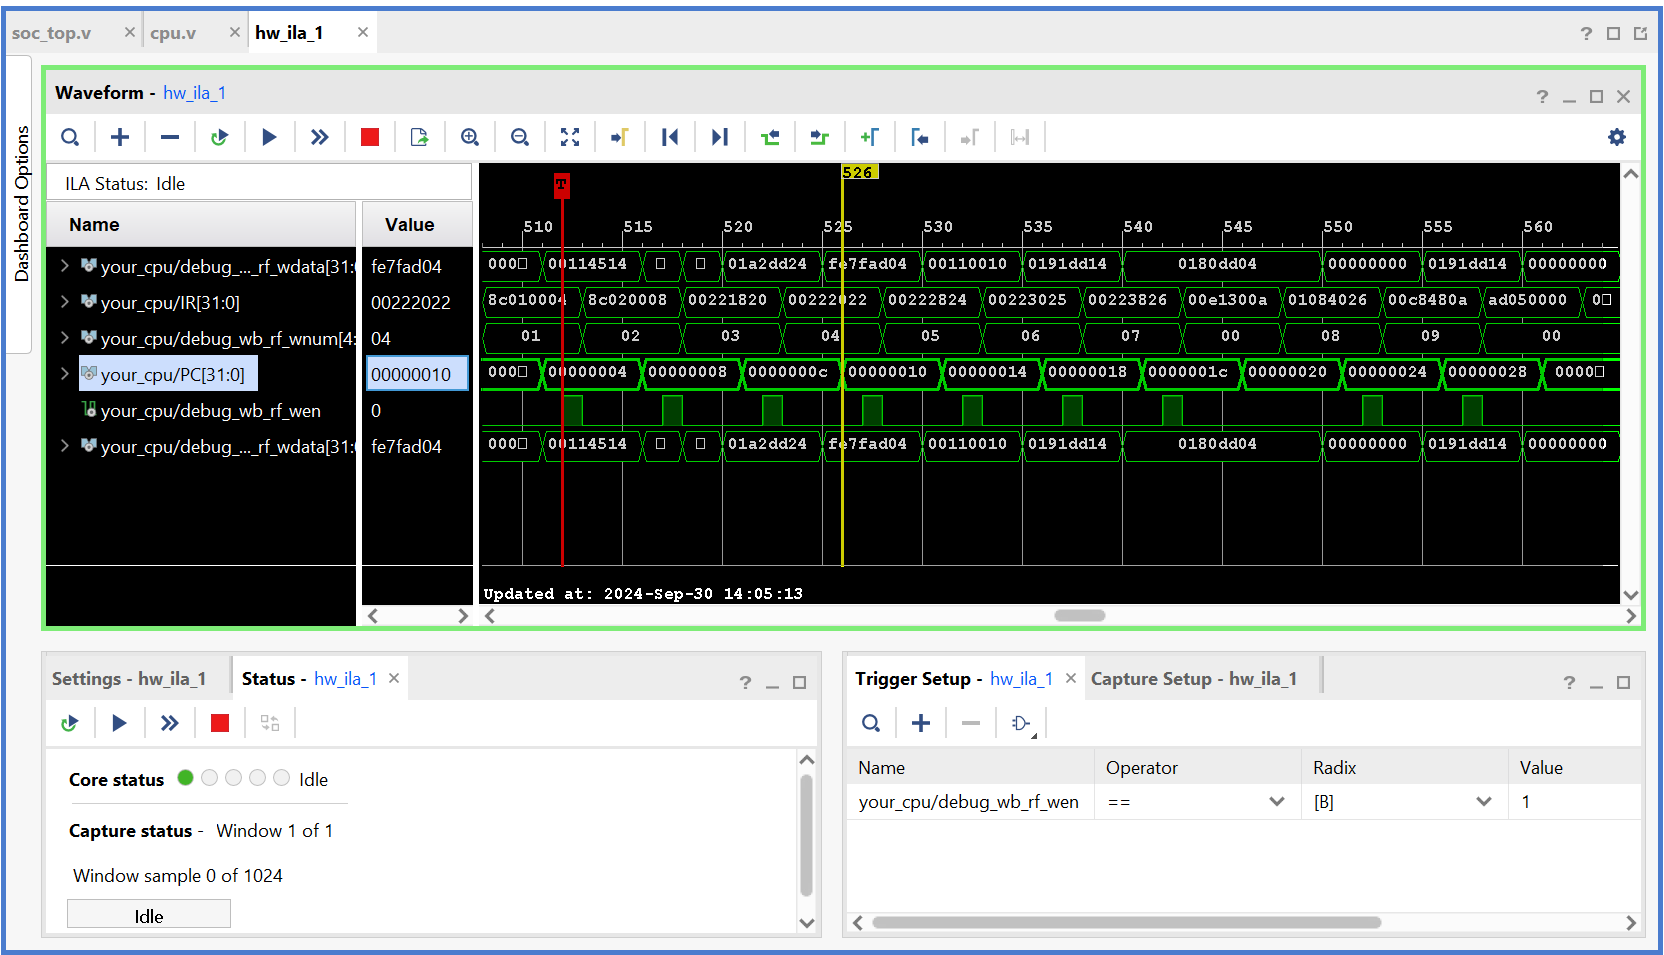 soc_top.v × cpu.v × hw_ila_1 ×
Dashboard Options
Waveform - hw_ila_1
ILA Status: Idle
Name Value
your_cpu/debug_..._rf_wdata[31:0 fe7fad04
your_cpu/IR[31:0] 00222022
your_cpu/debug_wb_rf_wnum[4: 04
your_cpu/PC[31:0] 00000010
your_cpu/debug_wb_rf_wen 0
your_cpu/debug_..._rf_wdata[31:0 fe7fad04
526
T
510 515 520 525 530 535 540 545 550 555 560
000 00114514 01a2dd24 fe7fad04 00110010 0191dd14 0180dd04 00000000 0191dd14 00000000
8c010004 8c020008 00221820 00222022 00222824 00223025 00223826 00e1300a 01084026 00c8480a ad050000 0
01 02 03 04 05 06 07 00 08 09 00
000 00000004 00000008 0000000c 00000010 00000014 00000018 0000001c 00000020 00000024 00000028 0000
000 00114514 01a2dd24 fe7fad04 00110010 0191dd14 0180dd04 00000000 0191dd14 00000000
Updated at: 2024-Sep-30 14:05:13
Settings - hw_ila_1 Status - hw_ila_1 ×
Core status Idle
Capture status - Window 1 of 1
Window sample 0 of 1024
Idle
Trigger Setup - hw_ila_1 × Capture Setup - hw_ila_1
Name Operator Radix Value
your_cpu/debug_wb_rf_wen == [B] 1